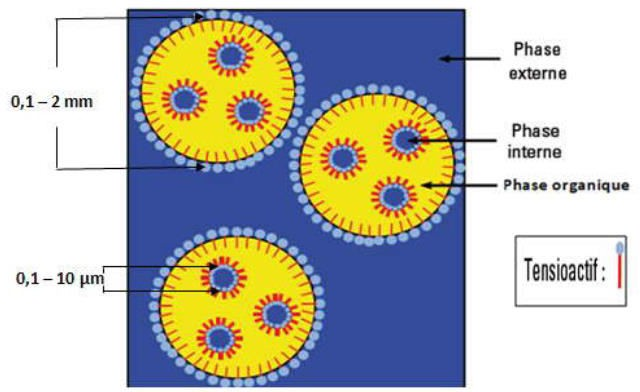 Phase
externe
0,1 – 2 mm
Phase
interne
Phase organique
Tensioactif :
0,1 – 10 µm